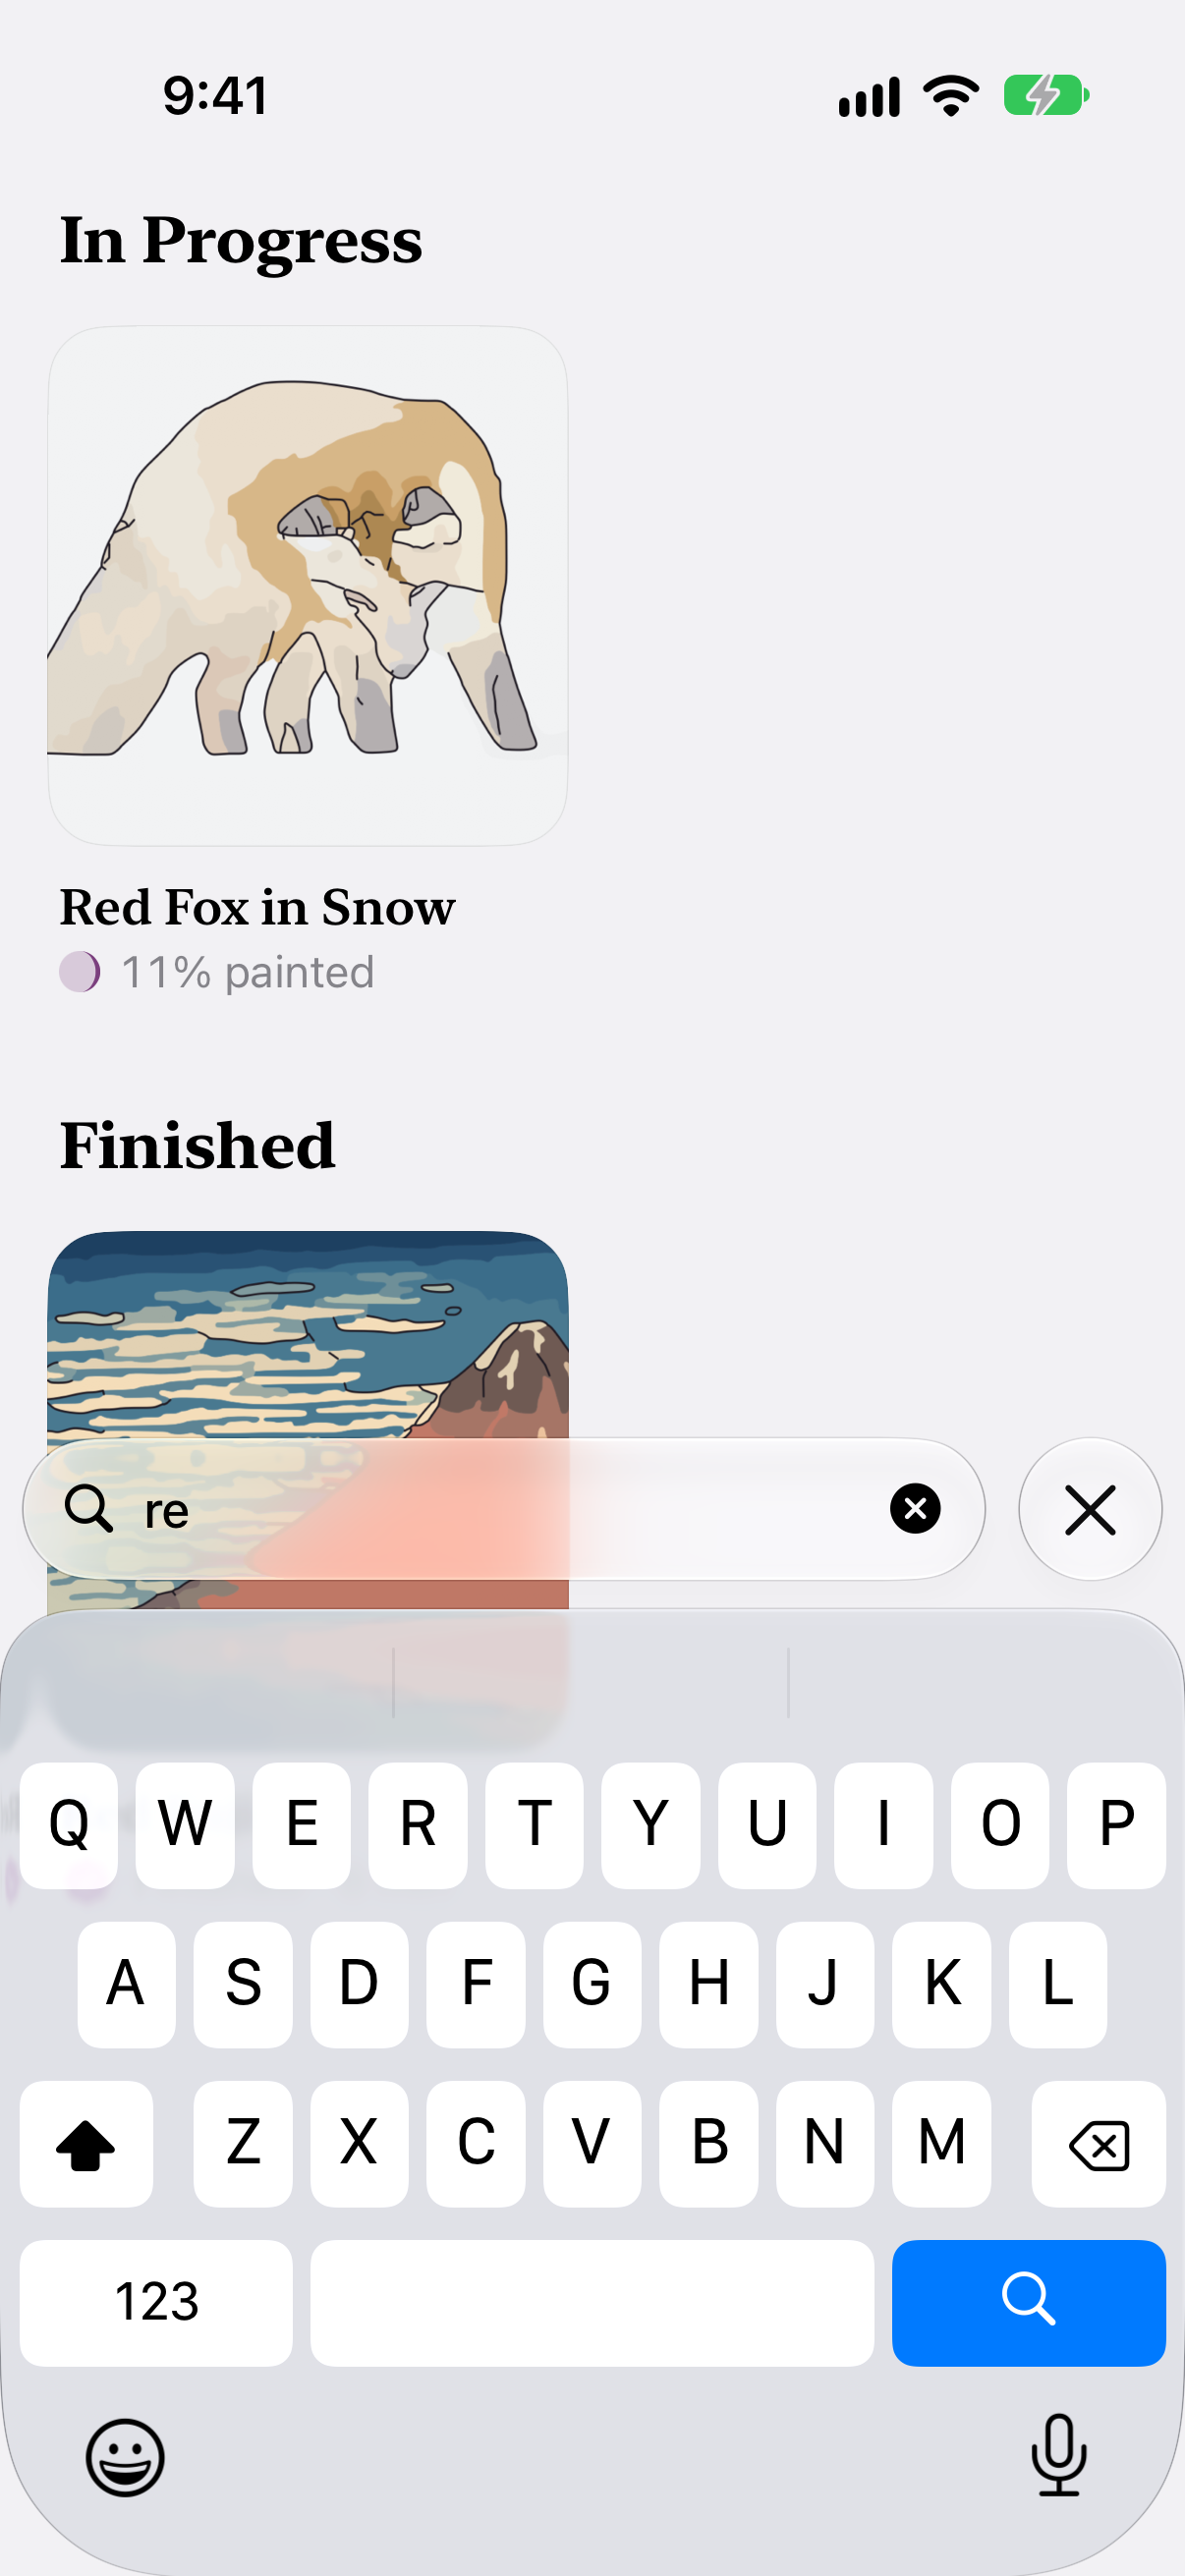 9:41
In Progress
Red Fox in Snow
11% painted
Finished
re
Q W E R T Y U I O P
A S D F G H J K L
Z X C V B N M
123